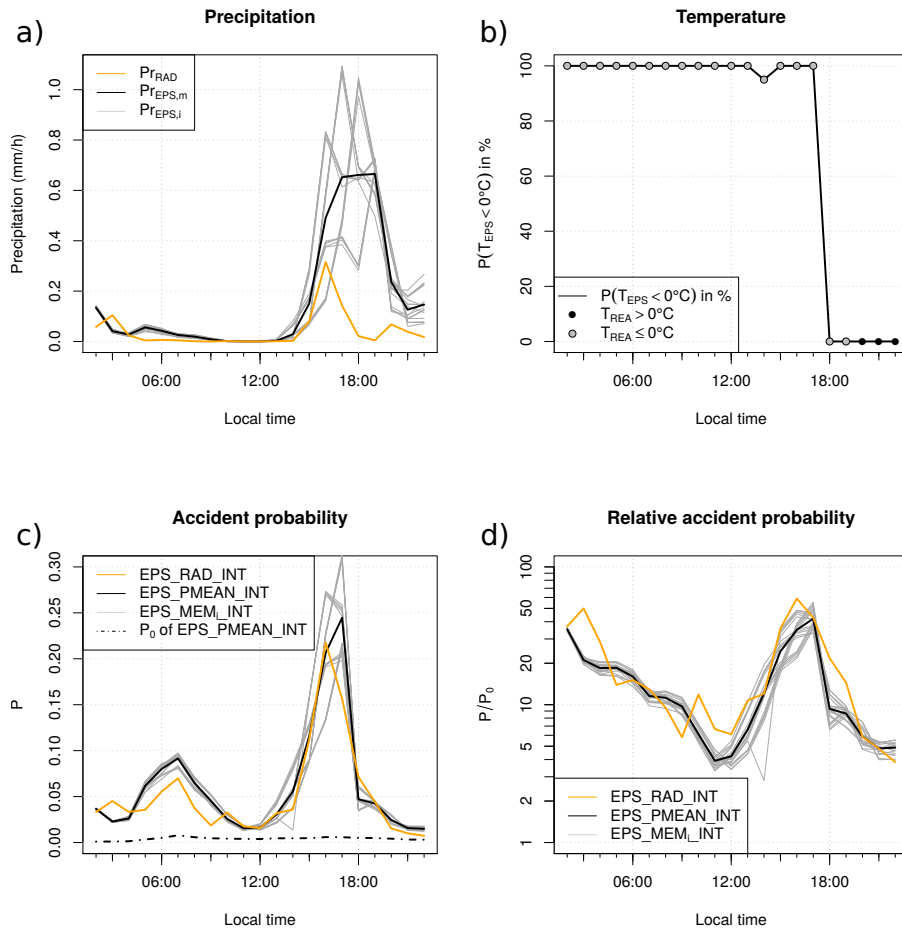 a)
Precipitation
Pr_RAD
Pr_EPS,m
Pr_EPS,i
Precipitation (mm/h)
0.0
0.2
0.4
0.6
0.8
1.0
06:00
12:00
18:00
Local time
b)
Temperature
P(T_EPS < 0°C) in %
0
20
40
60
80
100
P(T_EPS < 0°C) in %
T_REA > 0°C
T_REA ≤ 0°C
06:00
12:00
18:00
Local time
c)
Accident probability
EPS_RAD_INT
EPS_PMEAN_INT
EPS_MEM_i_INT
P_0 of EPS_PMEAN_INT
P
0.00
0.05
0.10
0.15
0.20
0.25
0.30
06:00
12:00
18:00
Local time
d)
Relative accident probability
P/P_0
1
2
5
10
20
50
100
EPS_RAD_INT
EPS_PMEAN_INT
EPS_MEM_i_INT
06:00
12:00
18:00
Local time